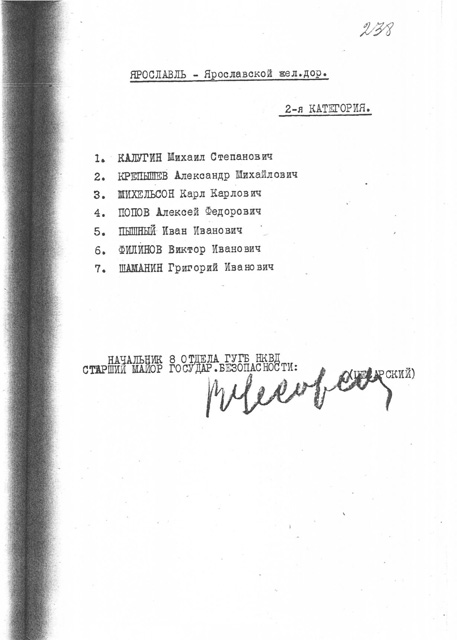 238
ЯРОСЛАВЛЬ - Ярославской жел.дор.
2-я КАТЕГОРИЯ.
1. КАЛУГИН Михаил Степанович
2. КРЕПЫШЕВ Александр Михайлович
3. МИХЕЛЬСОН Карл Карлович
4. ПОПОВ Алексей Федорович
5. ПЫШНЫЙ Иван Иванович
6. ФИЛИНОВ Виктор Иванович
7. ШАМАНИН Григорий Иванович
НАЧАЛЬНИК 8 ОТДЕЛА ГУГБ НКВД
СТАРШИЙ МАЙОР ГОСУДАР.БЕЗОПАСНОСТИ:
(ЦЕСАРСКИЙ)